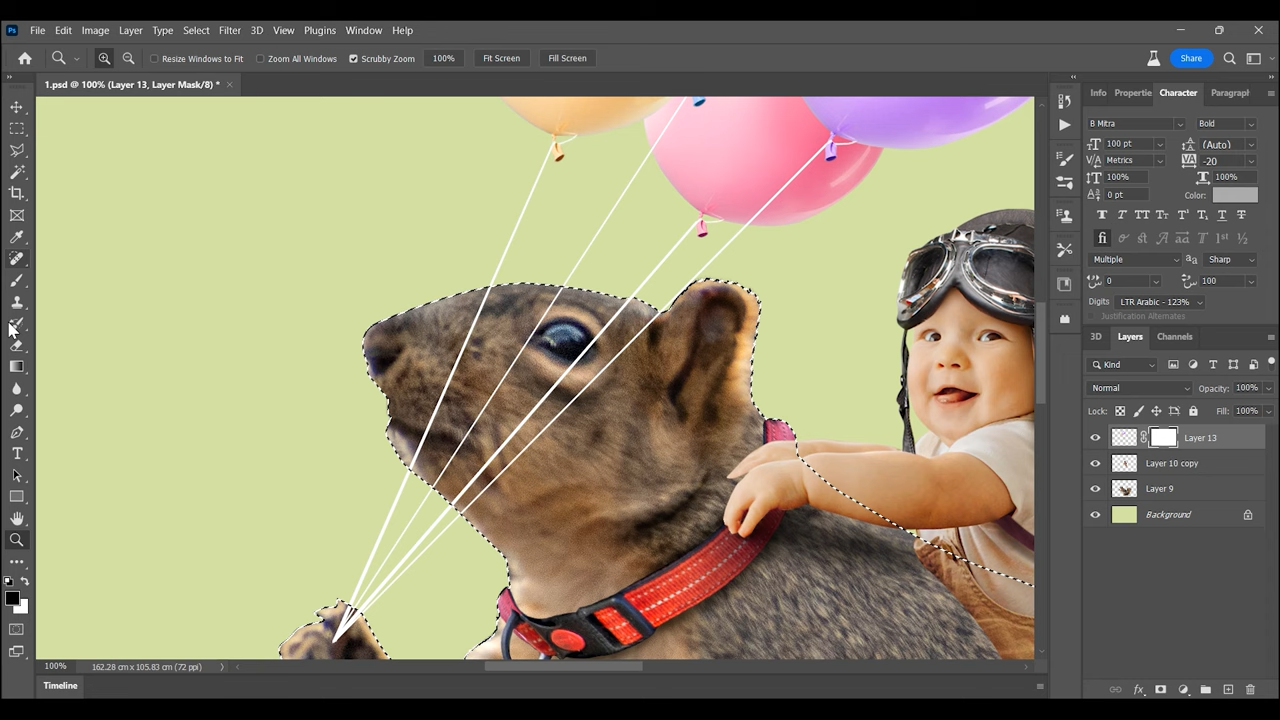 Ps File Edit Image Layer Type Select Filter 3D View Plugins Window Help
Resize Windows to Fit Zoom All Windows Scrubby Zoom 100% Fit Screen Fill Screen Share
1.psd @ 100% (Layer 13, Layer Mask/8) * ×
Info Propertie Character Paragraph
B Mitra Bold
100 pt (Auto)
Metrics -20
100% 100%
0 pt Color:
Multiple Sharp
0 100
Digits LTR Arabic - 123%
Justification Alternates
3D Layers Channels
Kind
Normal Opacity: 100%
Lock: Fill: 100%
Layer 13
Layer 10 copy
Layer 9
Background
100% 162.28 cm x 105.83 cm (72 ppi)
Timeline